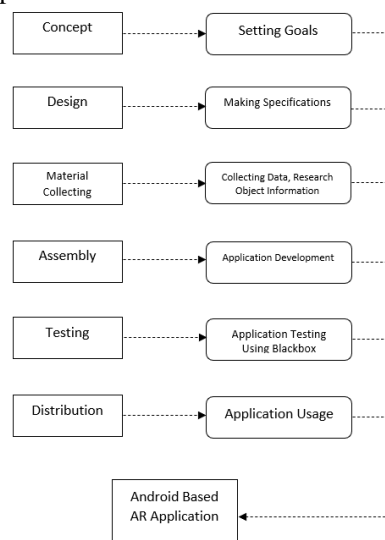 Concept
Setting Goals
Design
Making Specifications
Material
Collecting
Collecting Data, Research
Object Information
Assembly
Application Development
Testing
Application Testing
Using Blackbox
Distribution
Application Usage
Android Based
AR Application